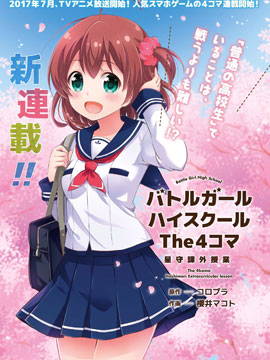 2017年7月、TVアニメ放送開始！人気スマホゲームの4コマ連載開始！
「普通の高校生」で
いることは
戦うよりも難しい!?
新連載!!
Battle Girl High School
バトルガール
ハイスクール
The4コマ
星守課外授業
The 4koma
Hoshimori Extracurricular lesson
原作 コロプラ
作画 櫻井マコト